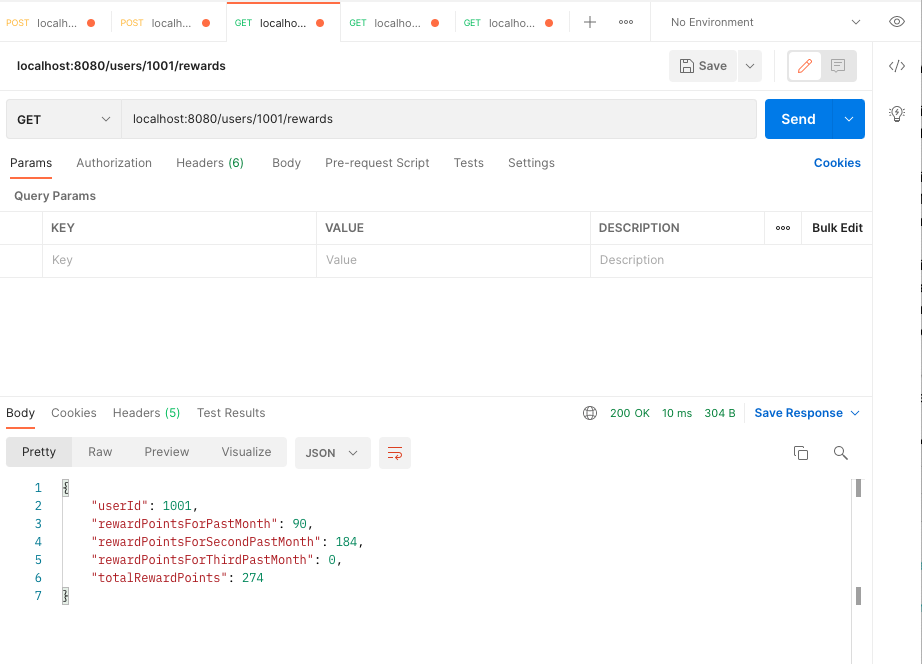 POST localh... POST localh... GET localho... GET localho... GET localho... No Environment
localhost:8080/users/1001/rewards Save
GET localhost:8080/users/1001/rewards Send
Params Authorization Headers (6) Body Pre-request Script Tests Settings Cookies
Query Params
KEY VALUE DESCRIPTION Bulk Edit
Key Value Description
Body Cookies Headers (5) Test Results 200 OK 10 ms 304 B Save Response
Pretty Raw Preview Visualize JSON
1 {
2 "userId": 1001,
3 "rewardPointsForPastMonth": 90,
4 "rewardPointsForSecondPastMonth": 184,
5 "rewardPointsForThirdPastMonth": 0,
6 "totalRewardPoints": 274
7 }